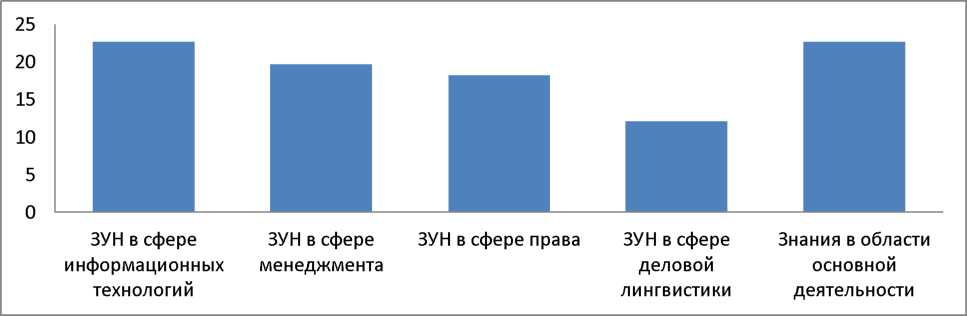 25
20
15
10
5
0
ЗУН в сфере
информационных
технологий
ЗУН в сфере
менеджмента
ЗУН в сфере права
ЗУН в сфере
деловой
лингвистики
Знания в области
основной
деятельности